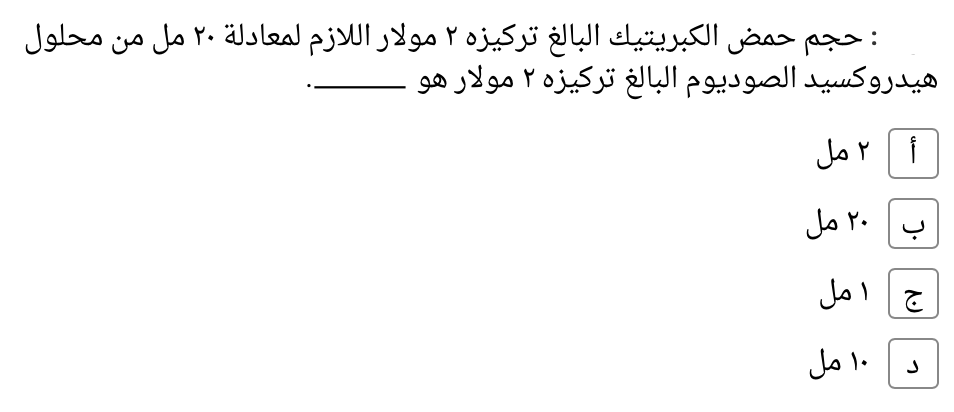 : حجم حمض الكبريتيك البالغ تركيزه ٢ مولار اللازم لمعادلة ٢٠ مل من محلول
هيدروكسيد الصوديوم البالغ تركيزه ٢ مولار هو ________.
أ ٢ مل
ب ٢٠ مل
ج ١ مل
د ١٠ مل